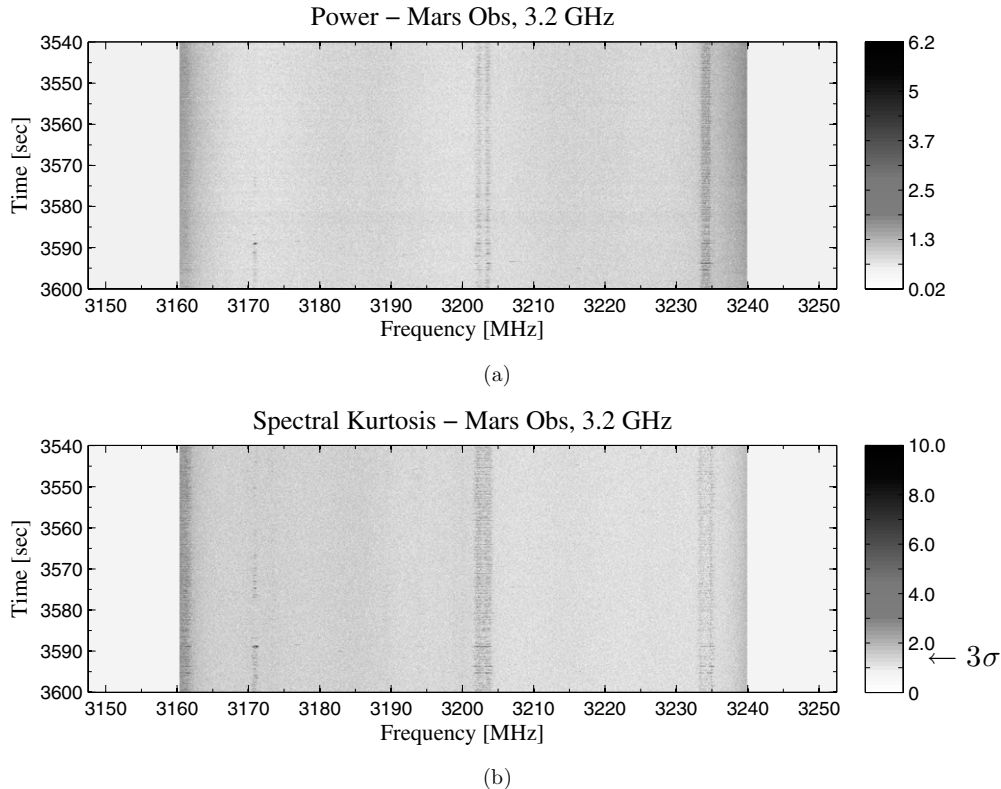 Power – Mars Obs, 3.2 GHz
Time [sec]
3540
3550
3560
3570
3580
3590
3600
3150 3160 3170 3180 3190 3200 3210 3220 3230 3240 3250
Frequency [MHz]
6.2
5
3.7
2.5
1.3
0.02
(a)
Spectral Kurtosis – Mars Obs, 3.2 GHz
Time [sec]
3540
3550
3560
3570
3580
3590
3600
3150 3160 3170 3180 3190 3200 3210 3220 3230 3240 3250
Frequency [MHz]
10.0
8.0
6.0
4.0
2.0
0
← 3σ
(b)